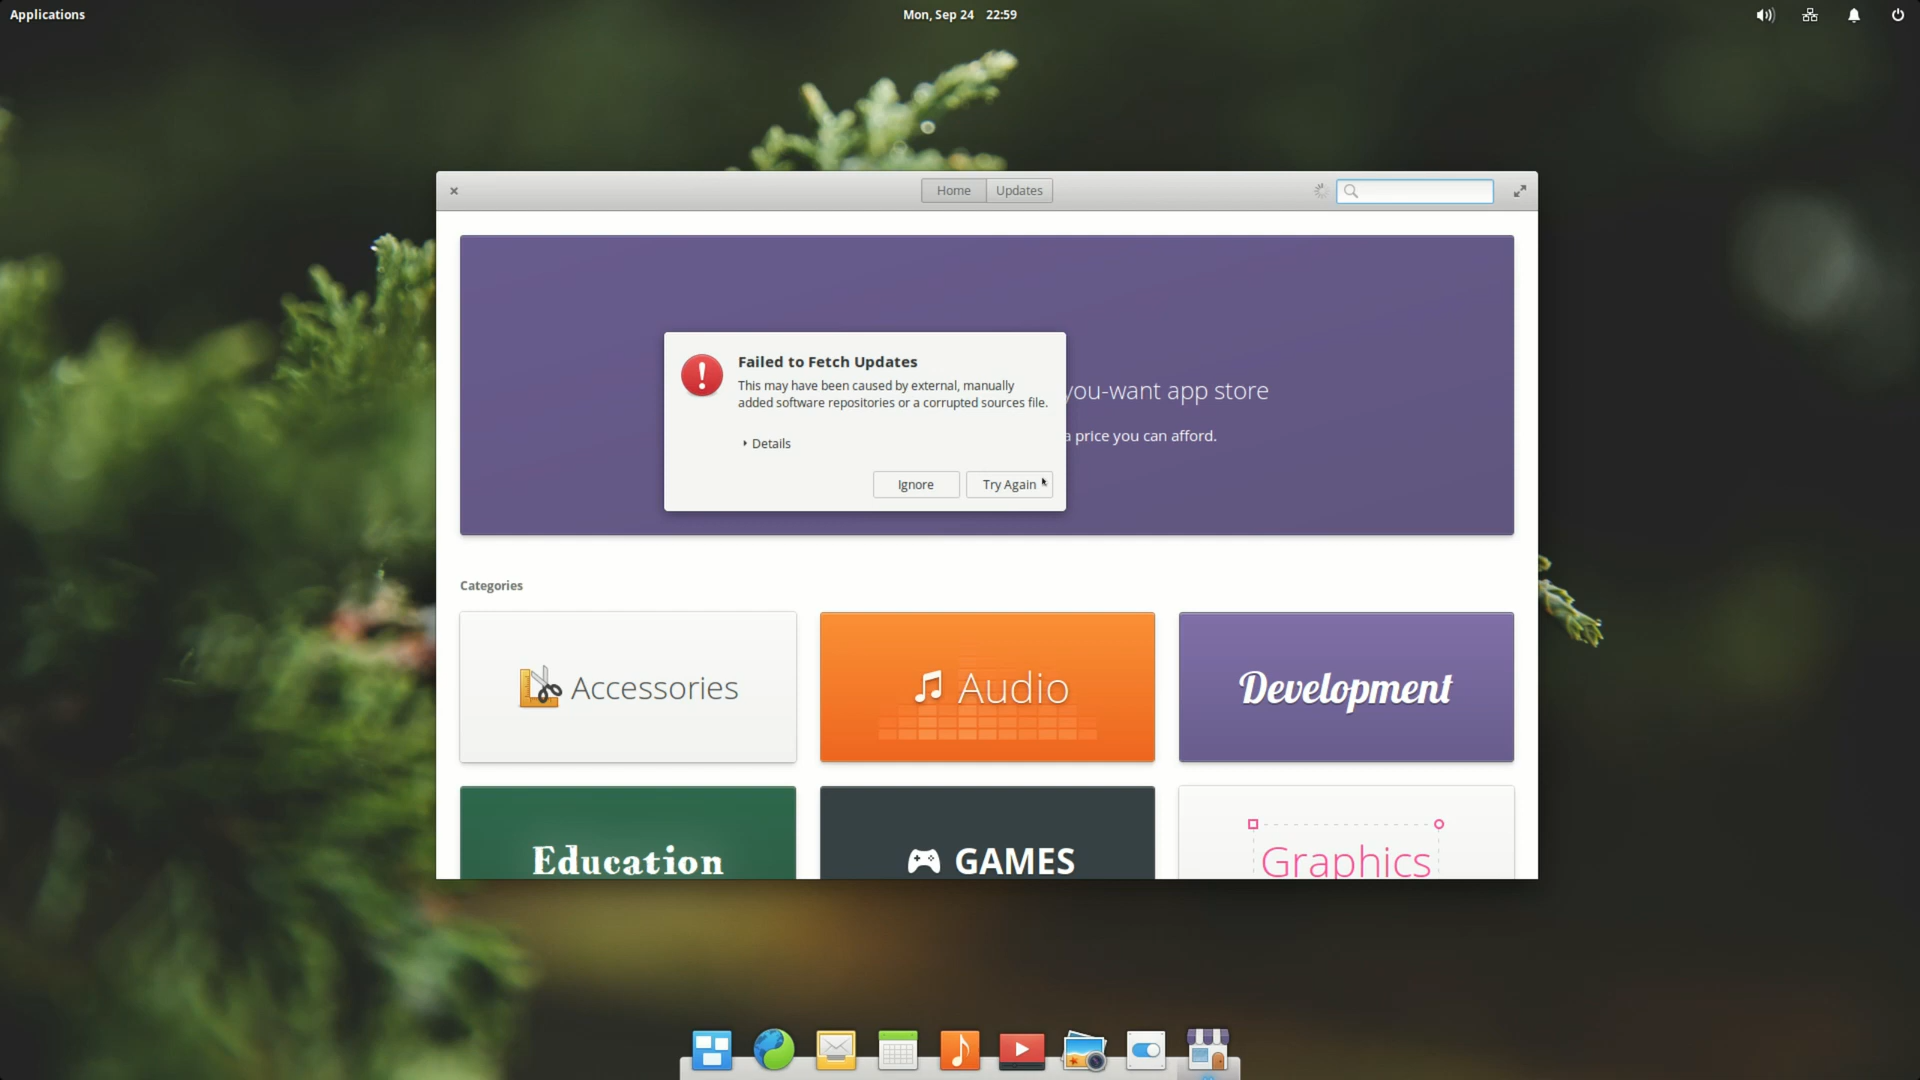 Applications
Mon, Sep 24 22:59
Home
Updates
you-want app store
a price you can afford.
Failed to Fetch Updates
This may have been caused by external, manually
added software repositories or a corrupted sources file.
Details
Ignore
Try Again
Categories
Accessories
Audio
Development
Education
GAMES
Graphics